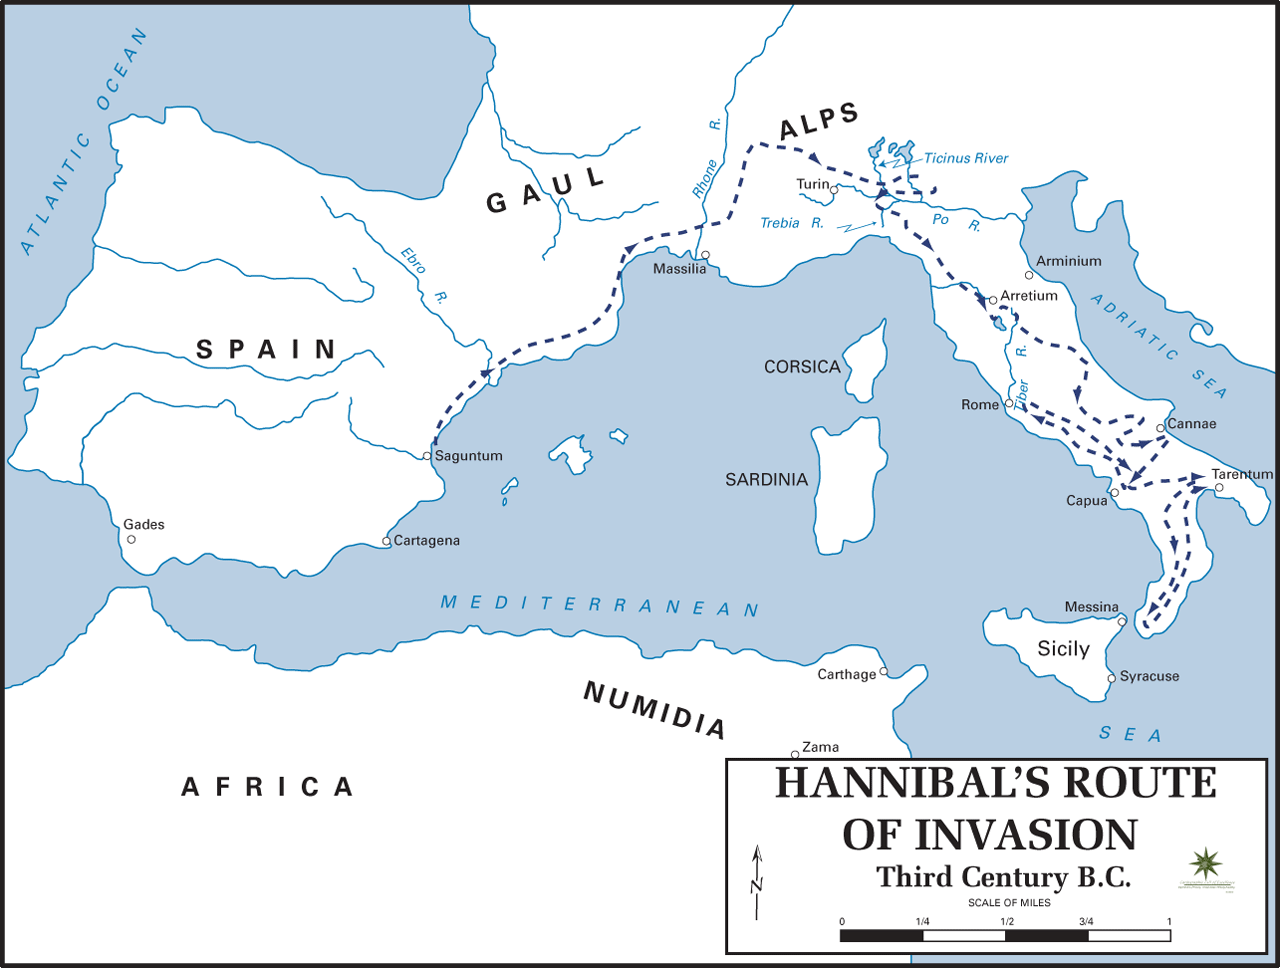 ATLANTIC OCEAN
ALPS
Rhone R.
GAUL
Ticinus River
Turin
Trebia R.
Po R.
Ebro R.
Massilia
Arminium
Arretium
ADRIATIC SEA
SPAIN
CORSICA
Tiber R.
Rome
Cannae
Saguntum
SARDINIA
Tarentum
Capua
Gades
Cartagena
MEDITERRANEAN
Messina
Sicily
Carthage
Syracuse
NUMIDIA
SEA
Zama
AFRICA
HANNIBAL'S ROUTE
OF INVASION
Third Century B.C.
SCALE OF MILES
0 1/4 1/2 3/4 1
N